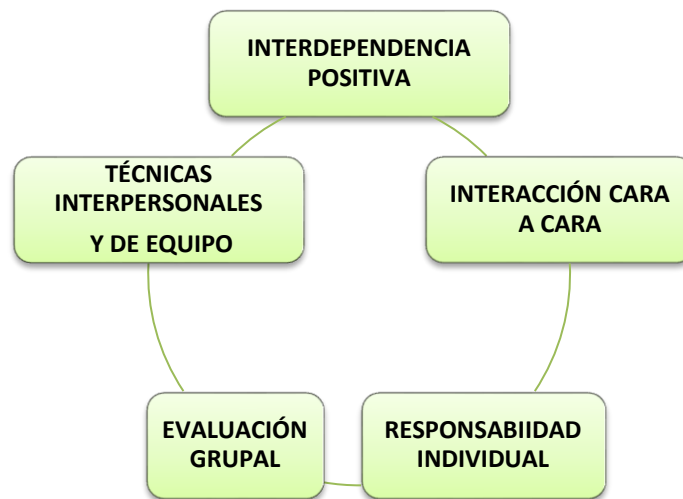 INTERDEPENDENCIA
POSITIVA
TÉCNICAS
INTERPERSONALES
Y DE EQUIPO
INTERACCIÓN CARA
A CARA
EVALUACIÓN
GRUPAL
RESPONSABIIDAD
INDIVIDUAL